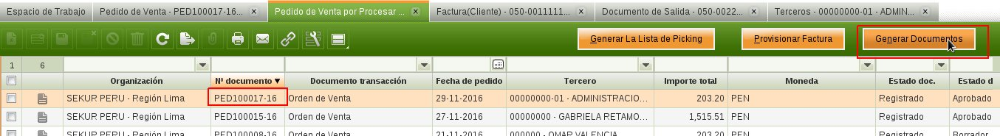 Espacio de Trabajo Pedido de Venta - PED100017-16... Pedido de Venta por Procesar ... Factura(Cliente) - 050-0011111... Documento de Salida - 050-0022... Terceros - 00000000-01 - ADMIN...
Generar La Lista de Picking Provisionar Factura Generar Documentos
1 6
Organización Nº documento Documento transacción Fecha de pedido Tercero Importe total Moneda Estado doc. Estado d
SEKUR PERU - Región Lima PED100017-16 Orden de Venta 29-11-2016 00000000-01 - ADMINISTRACIO... 203.20 PEN Registrado Aprobado
SEKUR PERU - Región Lima PED100015-16 Orden de Venta 27-11-2016 00000000 - GABRIELA RETAMO... 1,515.51 PEN Registrado Aprobado
SEKUR PERU - Región Lima PED100008-16 Orden de Venta 21-11-2016 000000 - OMAR VALENCIA 203.20 PEN Registrado Borrador